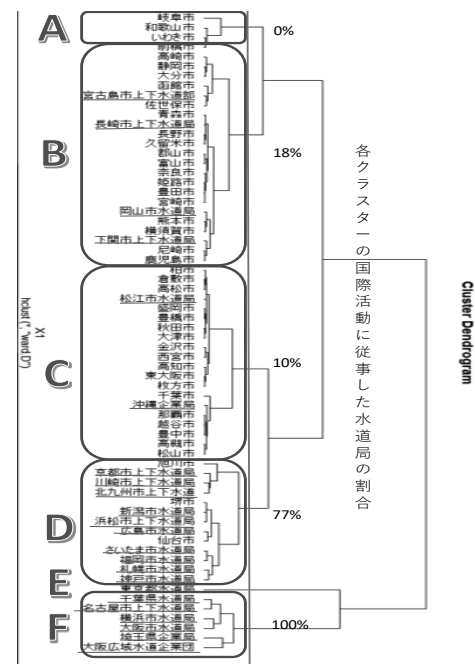 A
岐阜市
和歌山市
いわき市
0%
B
前橋市
高崎市
静岡市
大分市
函館市
宮古島市上下水道部
佐世保市
青森市
長崎市上下水道局
長野市
久留米市
郡山市
富山市
奈良市
姫路市
豊田市
宮崎市
岡山市水道局
熊本市
横須賀市
下関市上下水道局
尼崎市
鹿児島市
18%
C
柏市
倉敷市
高松市
松江市水道局
盛岡市
豊橋市
秋田市
大津市
金沢市
西宮市
高知市
東大阪市
枚方市
千葉市
沖縄企業局
那覇市
越谷市
豊中市
高槻市
松山市
10%
D
旭川市
京都市上下水道局
川崎市上下水道局
北九州市上下水道
堺市
新潟市水道局
浜松市上下水道局
広島市水道局
仙台市
さいたま市水道局
福岡市水道局
札幌市水道局
神戸市水道局
77%
E
東京都水道局
F
千葉県水道局
名古屋市上下水道局
横浜市水道局
大阪市水道局
埼玉県企業局
大阪広域水道企業団
100%
各クラスターの国際活動に従事した水道局の割合
Cluster Dendrogram
X1
hclust (*, "ward.D")